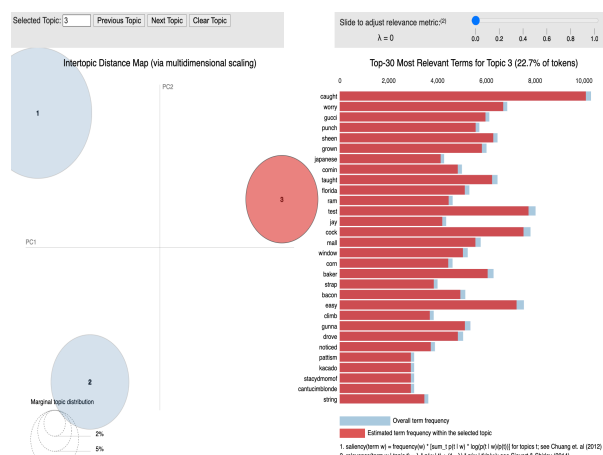 Selected Topic: 3 Previous Topic Next Topic Clear Topic
Slide to adjust relevance metric:(2)
λ = 0
0.0 0.2 0.4 0.6 0.8 1.0
Intertopic Distance Map (via multidimensional scaling)
PC2
PC1
1
3
2
Marginal topic distribution
2%
5%
Top-30 Most Relevant Terms for Topic 3 (22.7% of tokens)
0 2,000 4,000 6,000 8,000 10,000
caught
worry
gucci
punch
sheen
grown
japanese
comin
taught
florida
ram
test
jay
cock
mall
window
corn
baker
strap
bacon
easy
climb
gunna
drove
noticed
pattism
kacado
stacydmomof
cantucimblonde
string
Overall term frequency
Estimated term frequency within the selected topic
1. saliency(term w) = frequency(w) * [sum_t p(t | w) * log(p(t | w)/p(t))] for topics t; see Chuang et. al (2012)